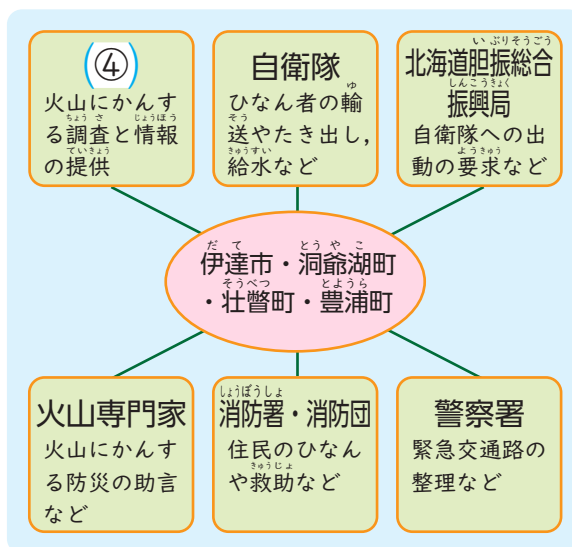 (④)
火山にかんす
る調査と情報
の提供
自衛隊
ひなん者の輸
送やたき出し，
給水など
北海道胆振総合
振興局
自衛隊への出
動の要求など
伊達市・洞爺湖町
・壮瞥町・豊浦町
火山専門家
火山にかんす
る防災の助言
など
消防署・消防団
住民のひなん
や救助など
警察署
緊急交通路の
整理など